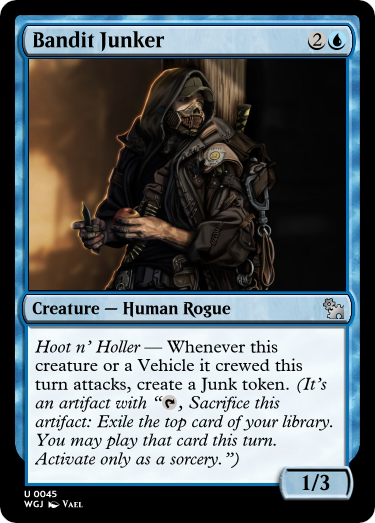 Bandit Junker 2
Creature — Human Rogue
Hoot n' Holler — Whenever this
creature or a Vehicle it crewed this
turn attacks, create a Junk token. (It's
an artifact with “, Sacrifice this
artifact: Exile the top card of your library.
You may play that card this turn.
Activate only as a sorcery.”)
1/3
U 0045
WGJ VAEL